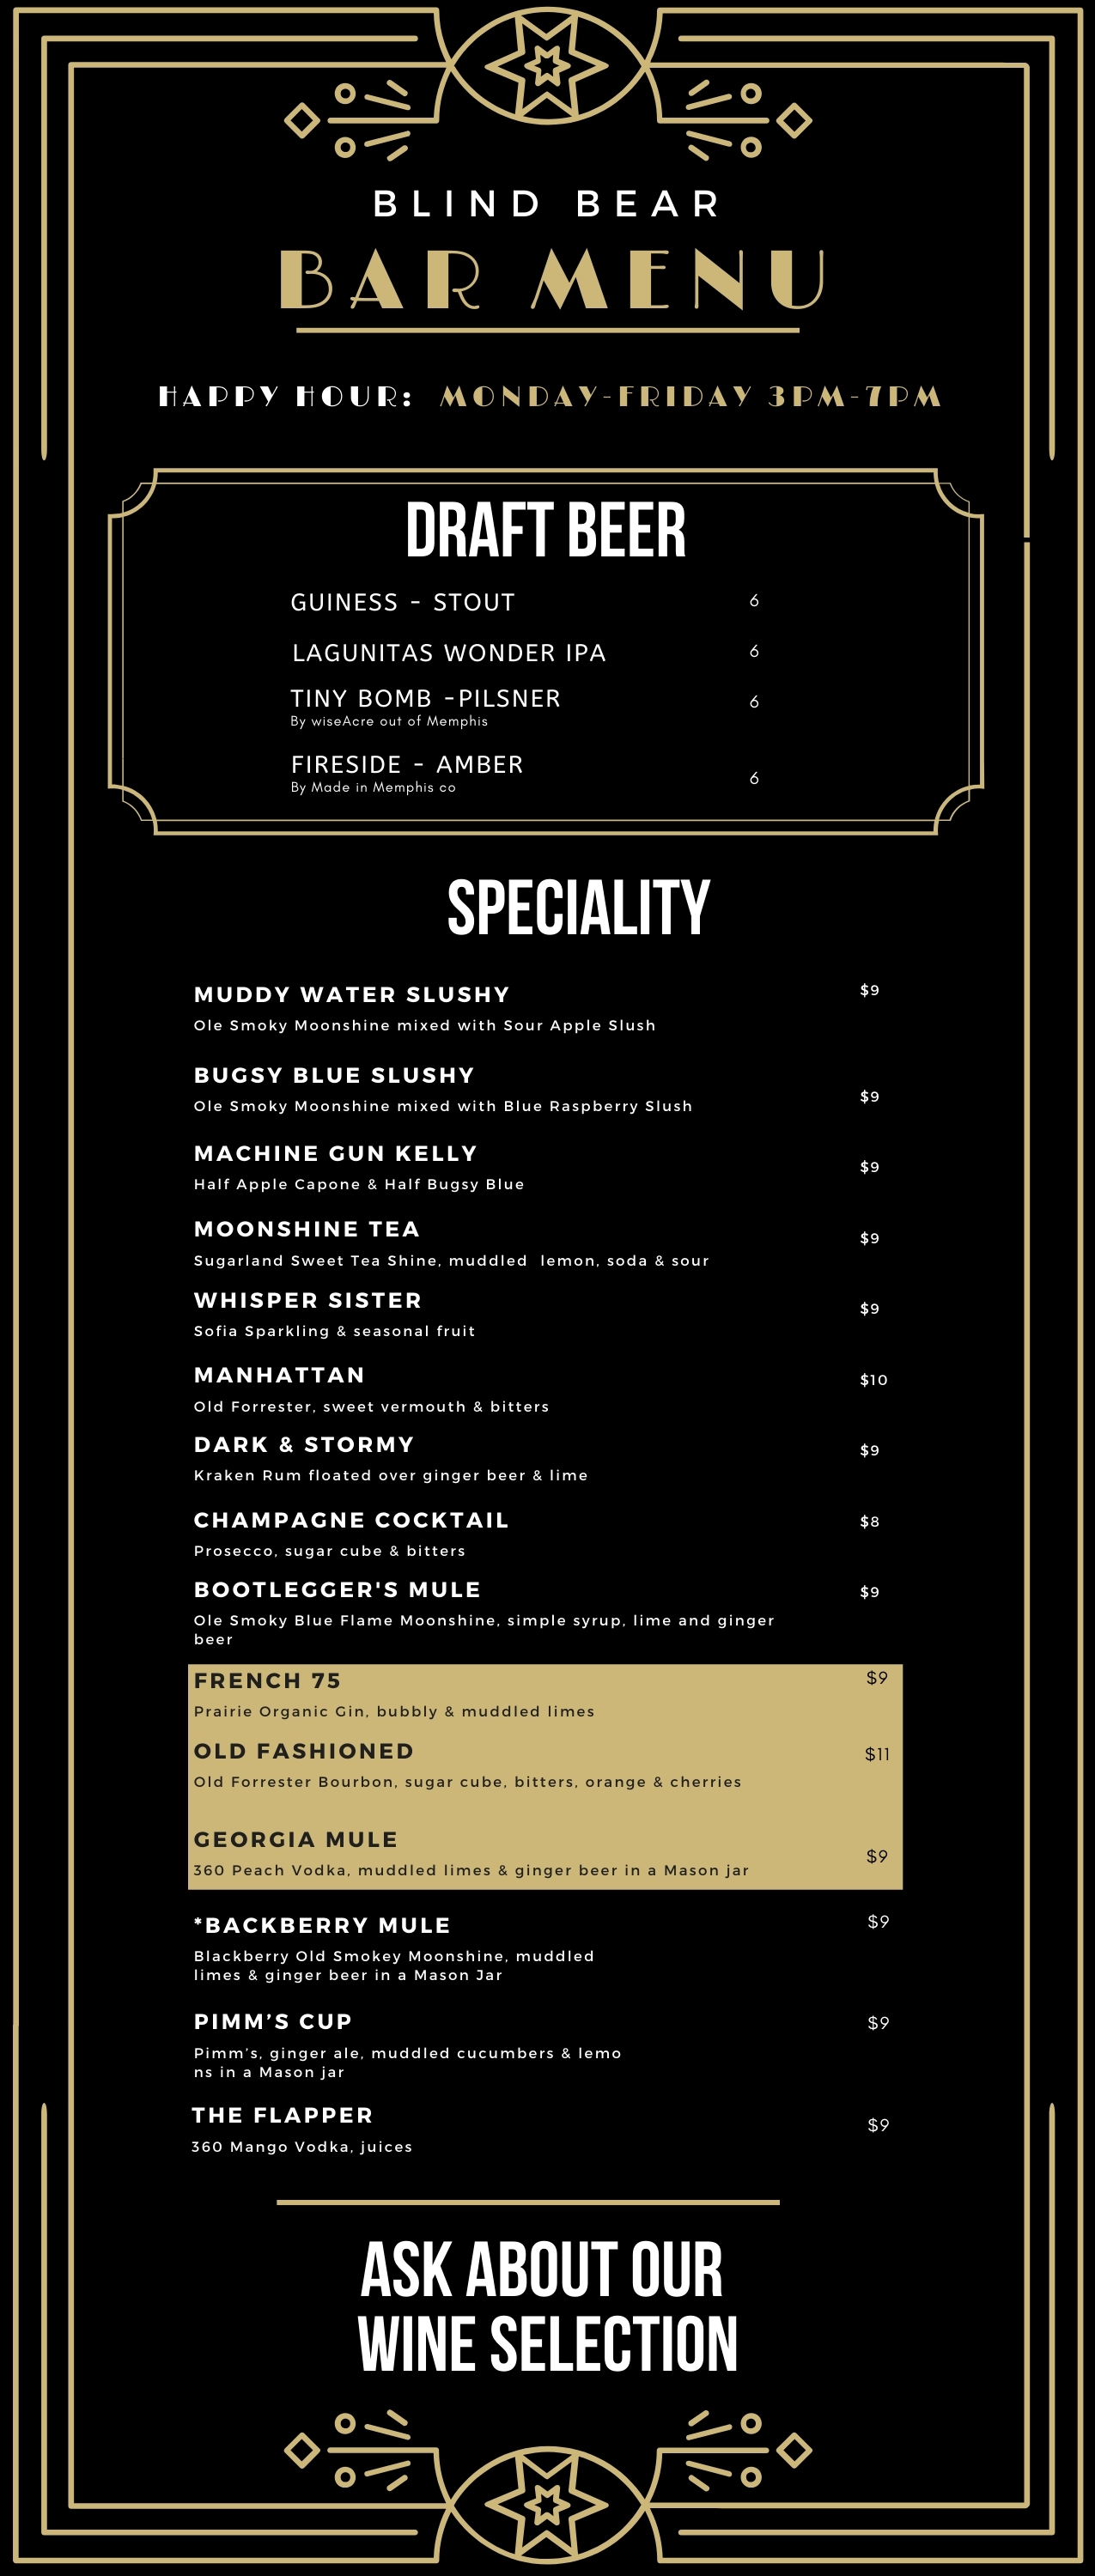 BLIND BEAR
BAR MENU
HAPPY HOUR: MONDAY-FRIDAY 3PM-7PM
DRAFT BEER
GUINESS - STOUT 6
LAGUNITAS WONDER IPA 6
TINY BOMB -PILSNER 6
By wiseAcre out of Memphis
FIRESIDE - AMBER 6
By Made in Memphis co
SPECIALITY
MUDDY WATER SLUSHY $9
Ole Smoky Moonshine mixed with Sour Apple Slush
BUGSY BLUE SLUSHY $9
Ole Smoky Moonshine mixed with Blue Raspberry Slush
MACHINE GUN KELLY $9
Half Apple Capone & Half Bugsy Blue
MOONSHINE TEA $9
Sugarland Sweet Tea Shine, muddled lemon, soda & sour
WHISPER SISTER $9
Sofia Sparkling & seasonal fruit
MANHATTAN $10
Old Forrester, sweet vermouth & bitters
DARK & STORMY $9
Kraken Rum floated over ginger beer & lime
CHAMPAGNE COCKTAIL $8
Prosecco, sugar cube & bitters
BOOTLEGGER'S MULE $9
Ole Smoky Blue Flame Moonshine, simple syrup, lime and ginger
beer
FRENCH 75 $9
Prairie Organic Gin, bubbly & muddled limes
OLD FASHIONED $11
Old Forrester Bourbon, sugar cube, bitters, orange & cherries
GEORGIA MULE $9
360 Peach Vodka, muddled limes & ginger beer in a Mason jar
*BACKBERRY MULE $9
Blackberry Old Smokey Moonshine, muddled
limes & ginger beer in a Mason Jar
PIMM’S CUP $9
Pimm’s, ginger ale, muddled cucumbers & lemo
ns in a Mason jar
THE FLAPPER $9
360 Mango Vodka, juices
ASK ABOUT OUR
WINE SELECTION